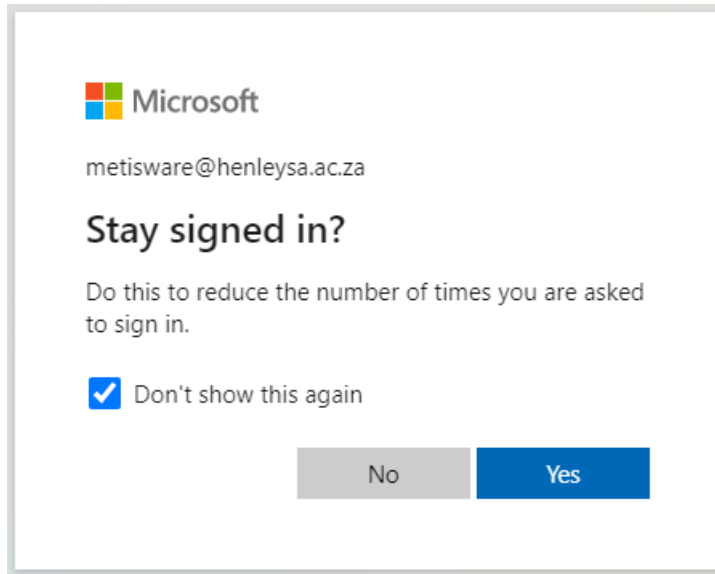 Microsoft
metisware@henleysa.ac.za
Stay signed in?
Do this to reduce the number of times you are asked
to sign in.
Don't show this again
No
Yes